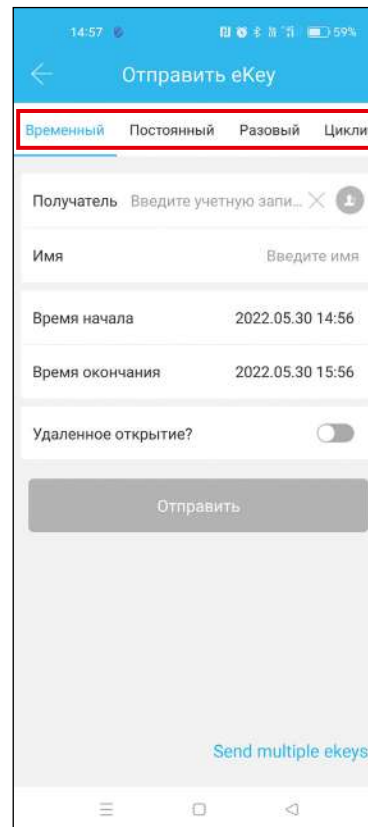 14:57 59%
Отправить eKey
Временный Постоянный Разовый Цикли
Получатель Введите учетную запи...
Имя Введите имя
Время начала 2022.05.30 14:56
Время окончания 2022.05.30 15:56
Удаленное открытие?
Отправить
Send multiple ekeys